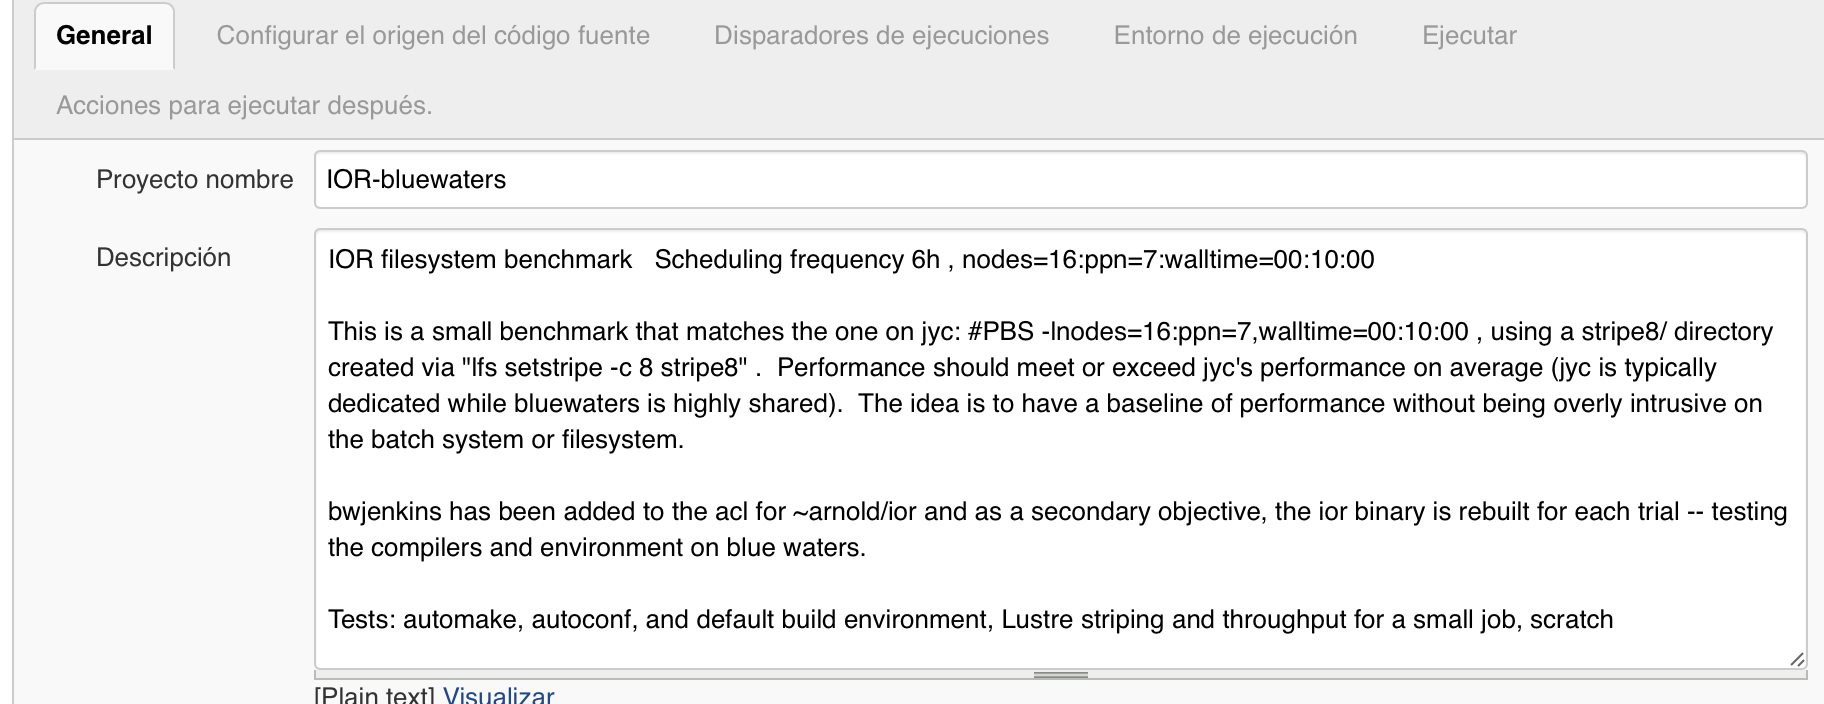 General Configurar el origen del código fuente Disparadores de ejecuciones Entorno de ejecución Ejecutar
Acciones para ejecutar después.
Proyecto nombre IOR-bluewaters
Descripción IOR filesystem benchmark   Scheduling frequency 6h , nodes=16:ppn=7:walltime=00:10:00
This is a small benchmark that matches the one on jyc: #PBS -lnodes=16:ppn=7,walltime=00:10:00 , using a stripe8/ directory
created via "lfs setstripe -c 8 stripe8" .  Performance should meet or exceed jyc's performance on average (jyc is typically
dedicated while bluewaters is highly shared).  The idea is to have a baseline of performance without being overly intrusive on
the batch system or filesystem.
bwjenkins has been added to the acl for ~arnold/ior and as a secondary objective, the ior binary is rebuilt for each trial -- testing
the compilers and environment on blue waters.
Tests: automake, autoconf, and default build environment, Lustre striping and throughput for a small job, scratch
[Plain text] Visualizar